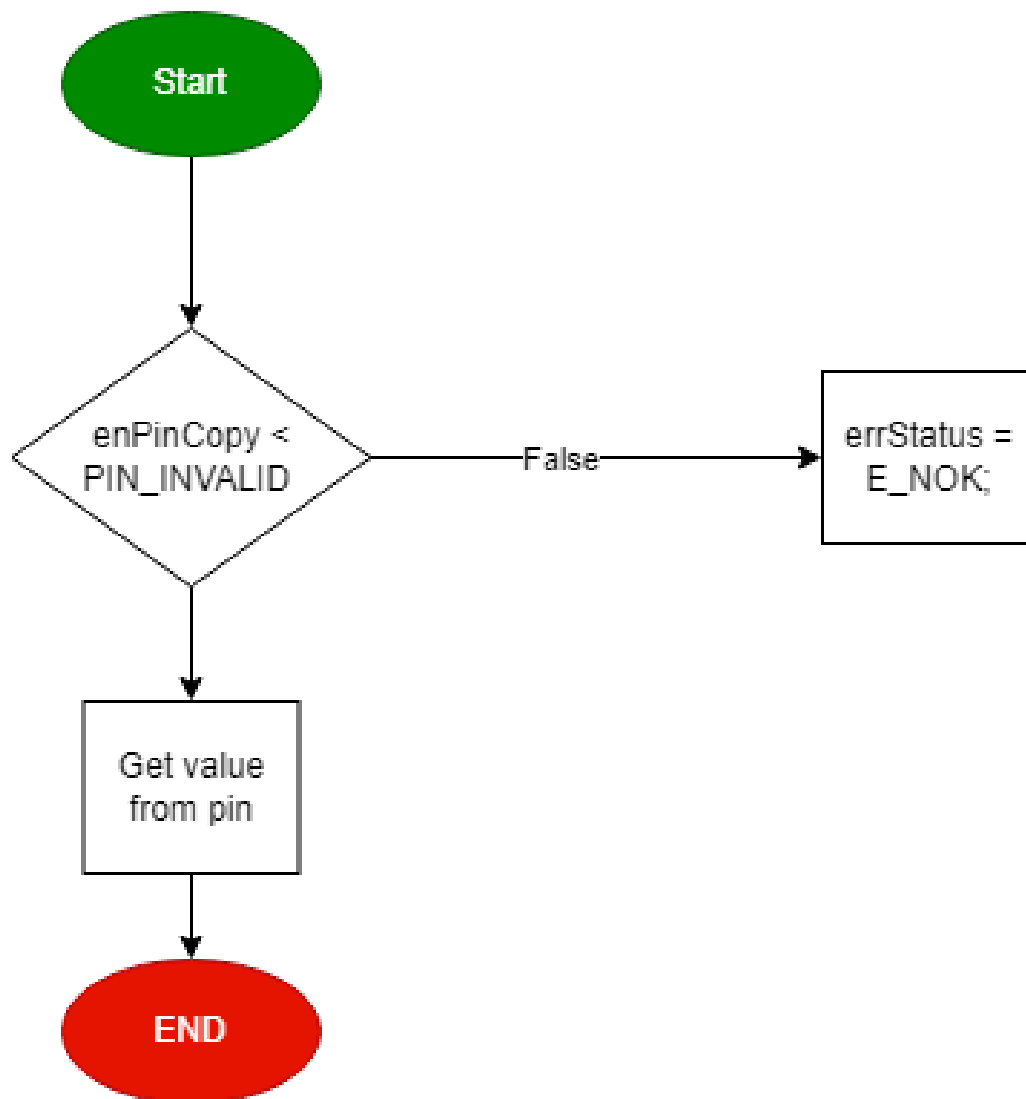 Start
enPinCopy <
PIN_INVALID
False
errStatus =
E_NOK;
Get value
from pin
END